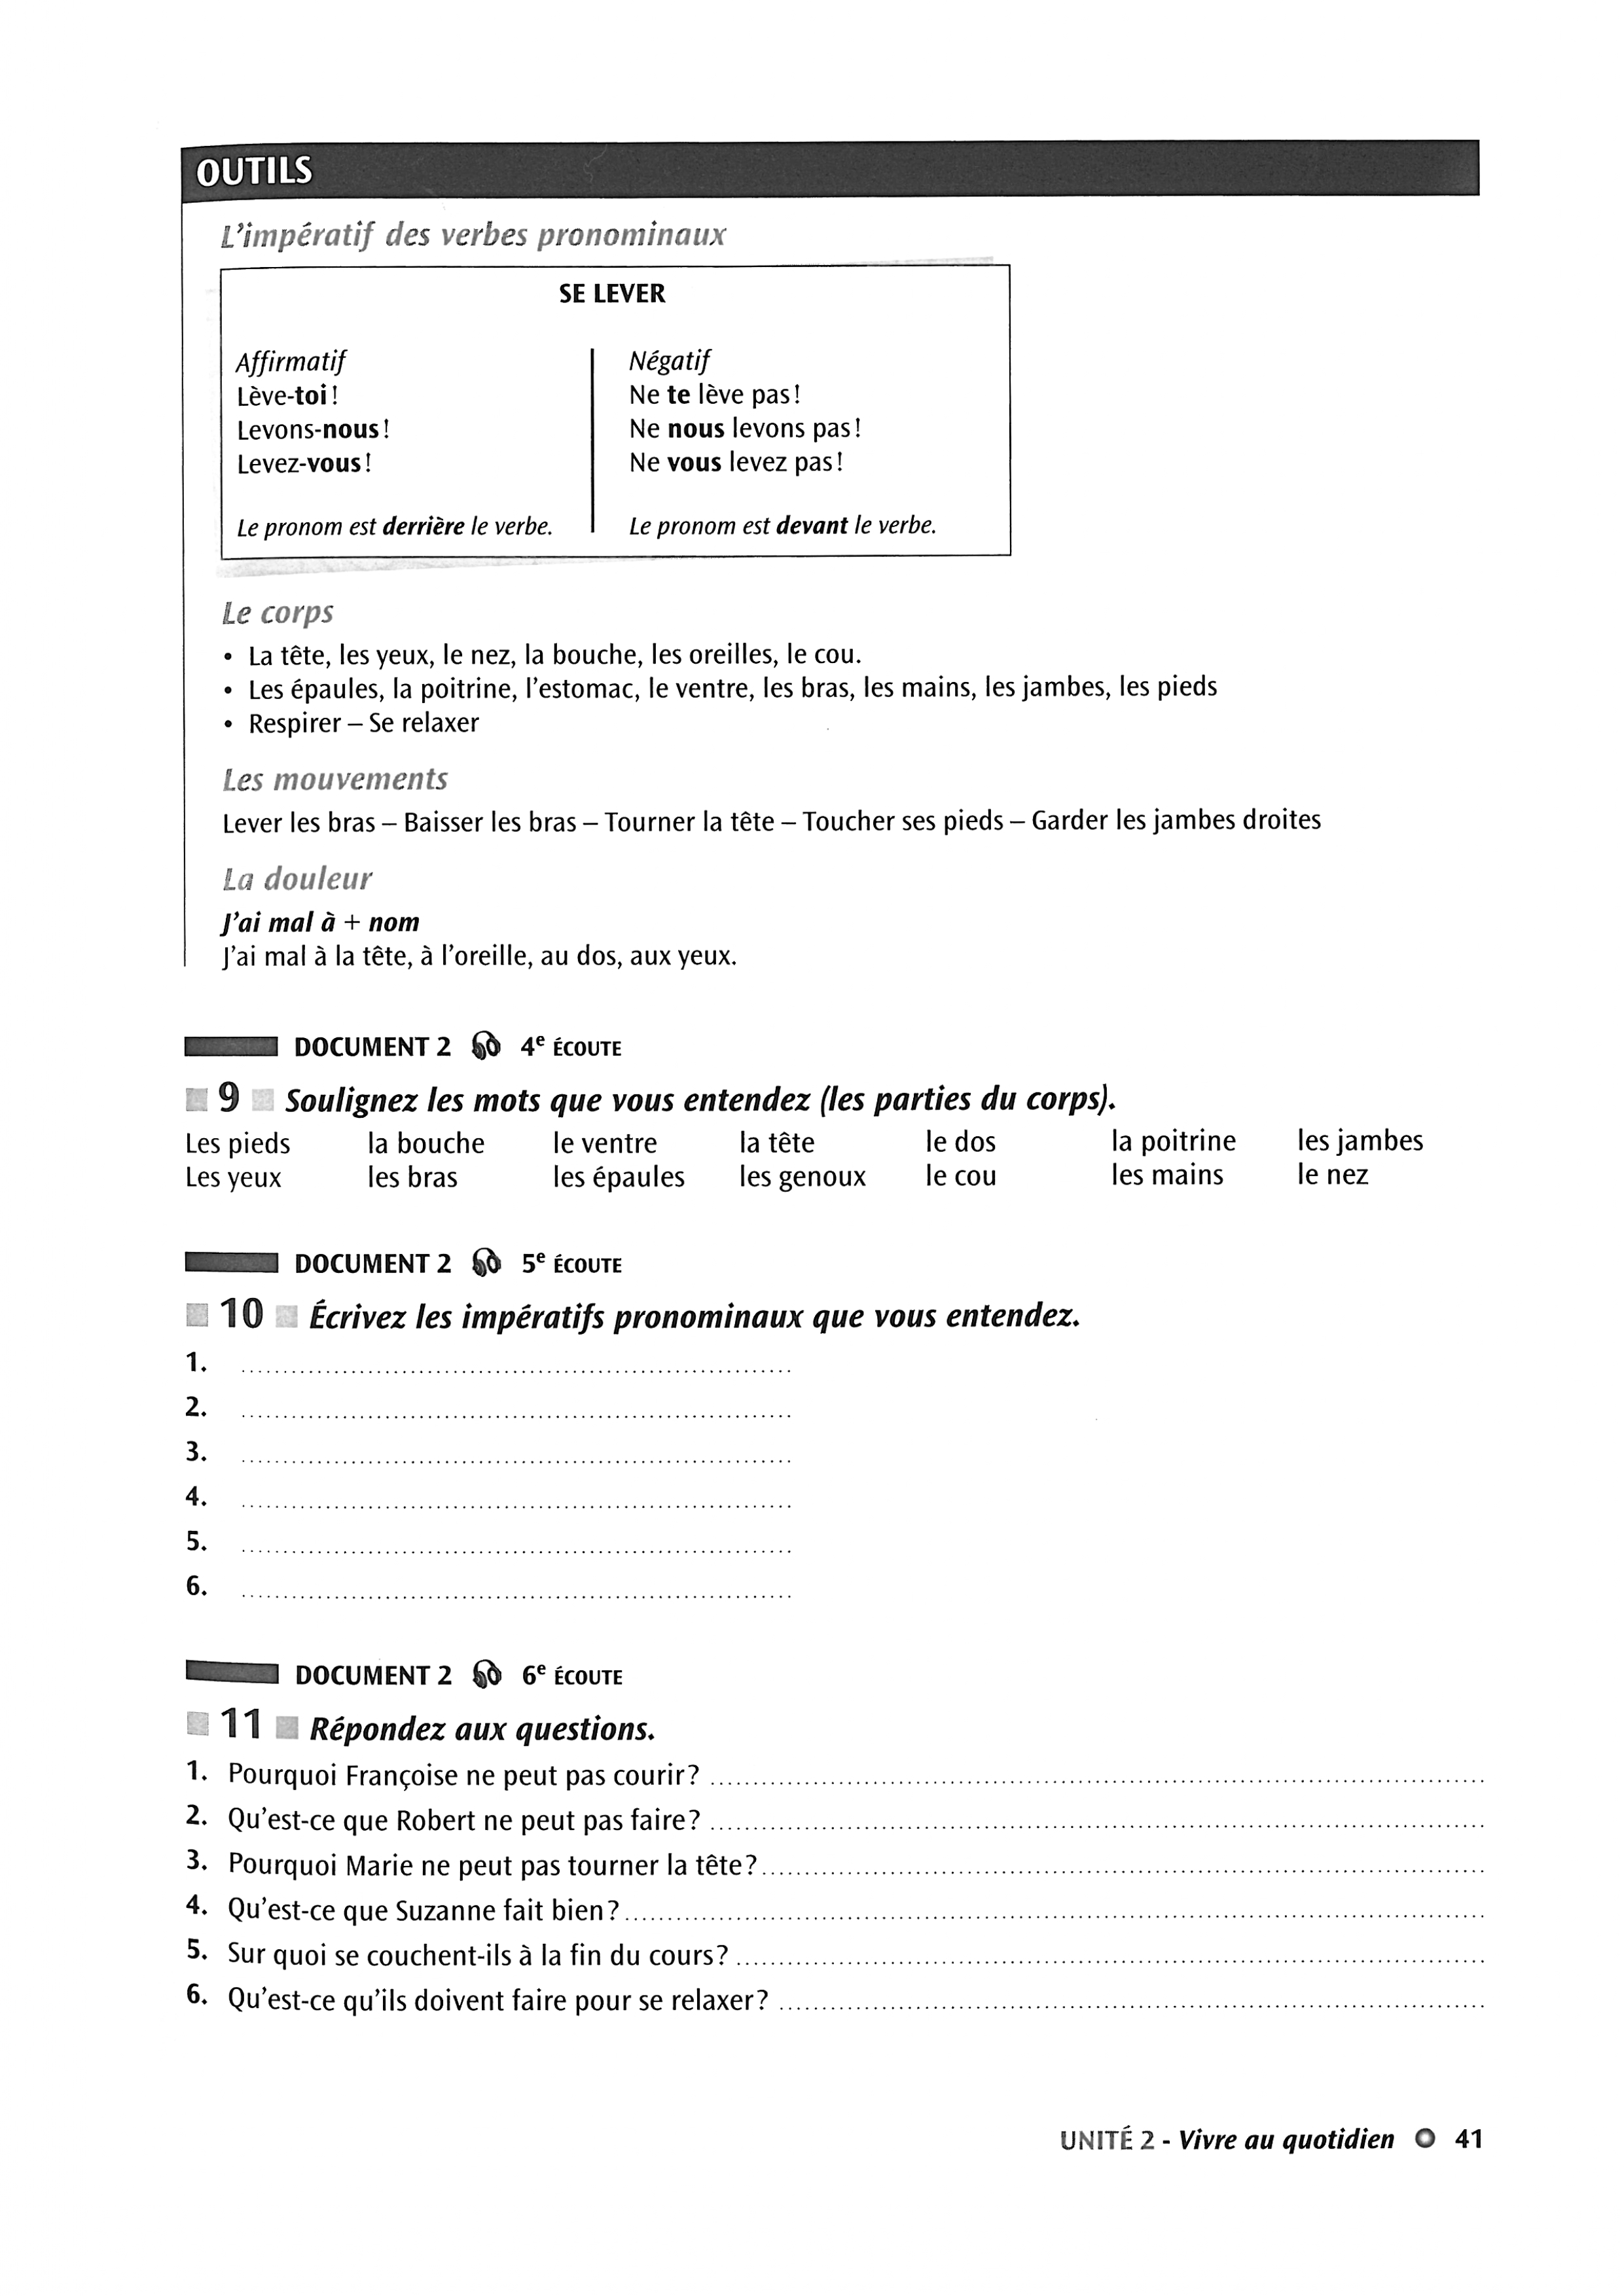 OUTILS
L'impératif des verbes pronominaux
SE LEVER
Affirmatif
Lève-toi !
Levons-nous !
Levez-vous !
Le pronom est derrière le verbe.
Négatif
Ne te lève pas !
Ne nous levons pas !
Ne vous levez pas !
Le pronom est devant le verbe.
Le corps
• La tête, les yeux, le nez, la bouche, les oreilles, le cou.
• Les épaules, la poitrine, l'estomac, le ventre, les bras, les mains, les jambes, les pieds
• Respirer – Se relaxer
Les mouvements
Lever les bras – Baisser les bras – Tourner la tête – Toucher ses pieds – Garder les jambes droites
La douleur
J'ai mal à + nom
J'ai mal à la tête, à l'oreille, au dos, aux yeux.
DOCUMENT 2 4e ÉCOUTE
9 Soulignez les mots que vous entendez (les parties du corps).
Les pieds la bouche le ventre la tête le dos la poitrine les jambes
Les yeux les bras les épaules les genoux le cou les mains le nez
DOCUMENT 2 5e ÉCOUTE
10 Écrivez les impératifs pronominaux que vous entendez.
1.
2.
3.
4.
5.
6.
DOCUMENT 2 6e ÉCOUTE
11 Répondez aux questions.
1. Pourquoi Françoise ne peut pas courir ?
2. Qu'est-ce que Robert ne peut pas faire ?
3. Pourquoi Marie ne peut pas tourner la tête ?
4. Qu'est-ce que Suzanne fait bien ?
5. Sur quoi se couchent-ils à la fin du cours ?
6. Qu'est-ce qu'ils doivent faire pour se relaxer ?
UNITÉ 2 - Vivre au quotidien 41